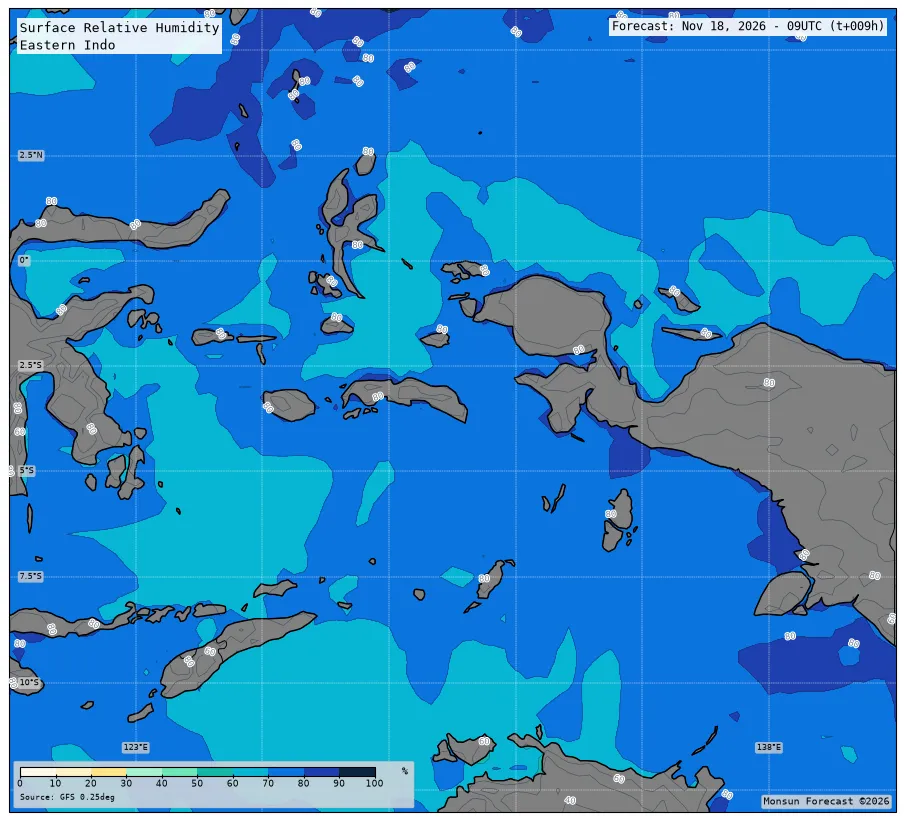 Surface Relative Humidity
Eastern Indo
Forecast: Nov 18, 2026 - 09UTC (t+009h)
2.5°N
0°
2.5°S
5°S
7.5°S
10°S
123°E
138°E
%
0 10 20 30 40 50 60 70 80 90 100
Source: GFS 0.25deg
Monsun Forecast ©2026